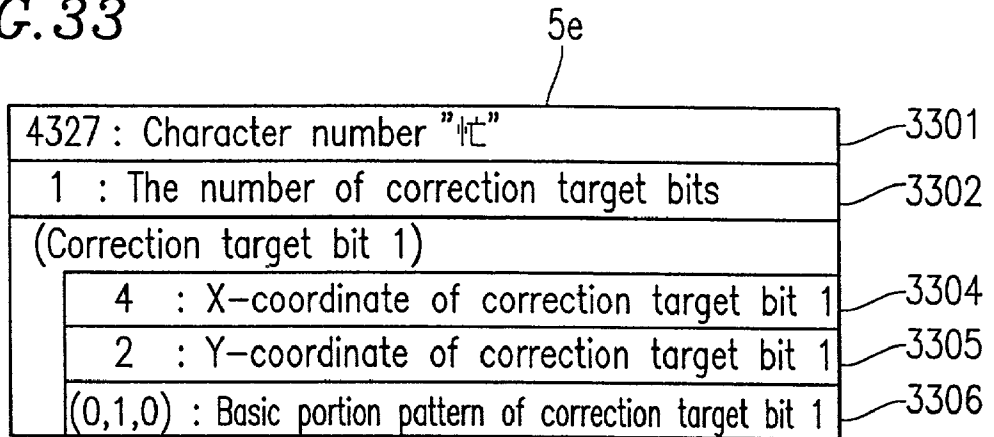 G.33
5e
4327 : Character number "忙"
3301
1 : The number of correction target bits
3302
(Correction target bit 1)
4 : X-coordinate of correction target bit 1
3304
2 : Y-coordinate of correction target bit 1
3305
(0,1,0) : Basic portion pattern of correction target bit 1
3306